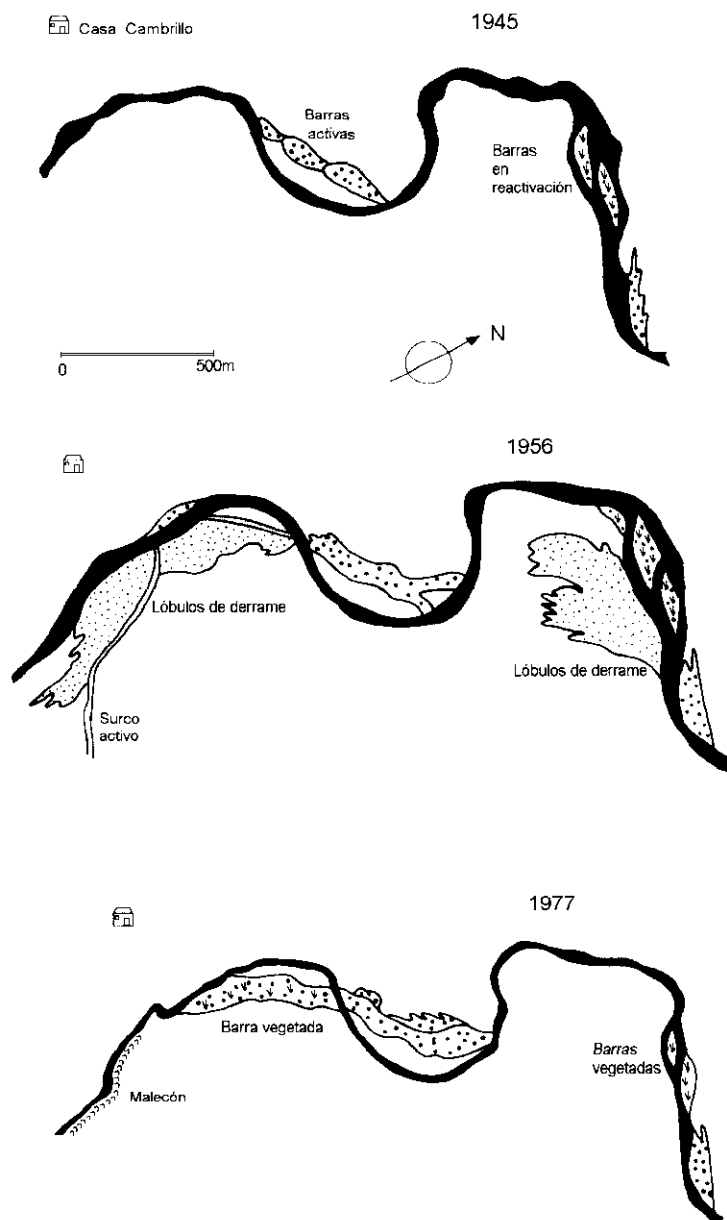 1945
Casa Cambrillo
Barras
activas
Barras
en
reactivación
N
0 500m
1956
Lóbulos de derrame
Lóbulos de derrame
Surco
activo
1977
Barra vegetada
Barras
vegetadas
Malecón